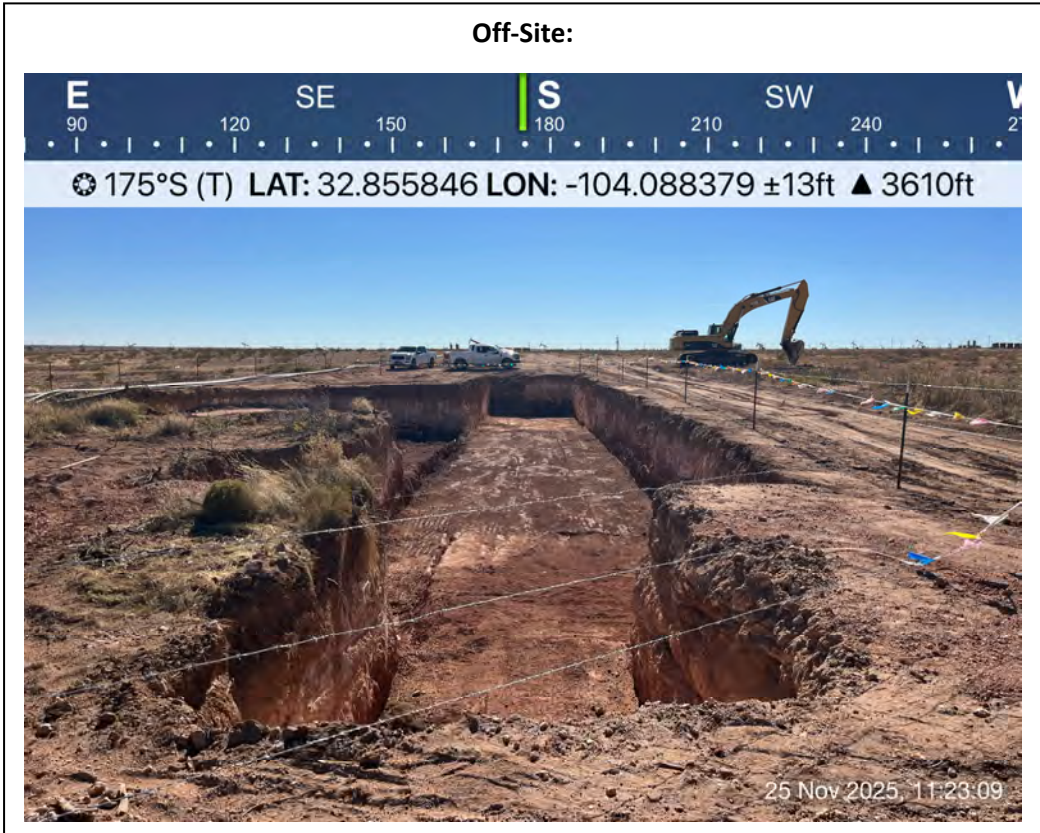 Off-Site:
E SE S SW W
90 120 150 180 210 240 27
175°S (T) LAT: 32.855846 LON: -104.088379 ±13ft ▲ 3610ft
25 Nov 2025, 11:23:09